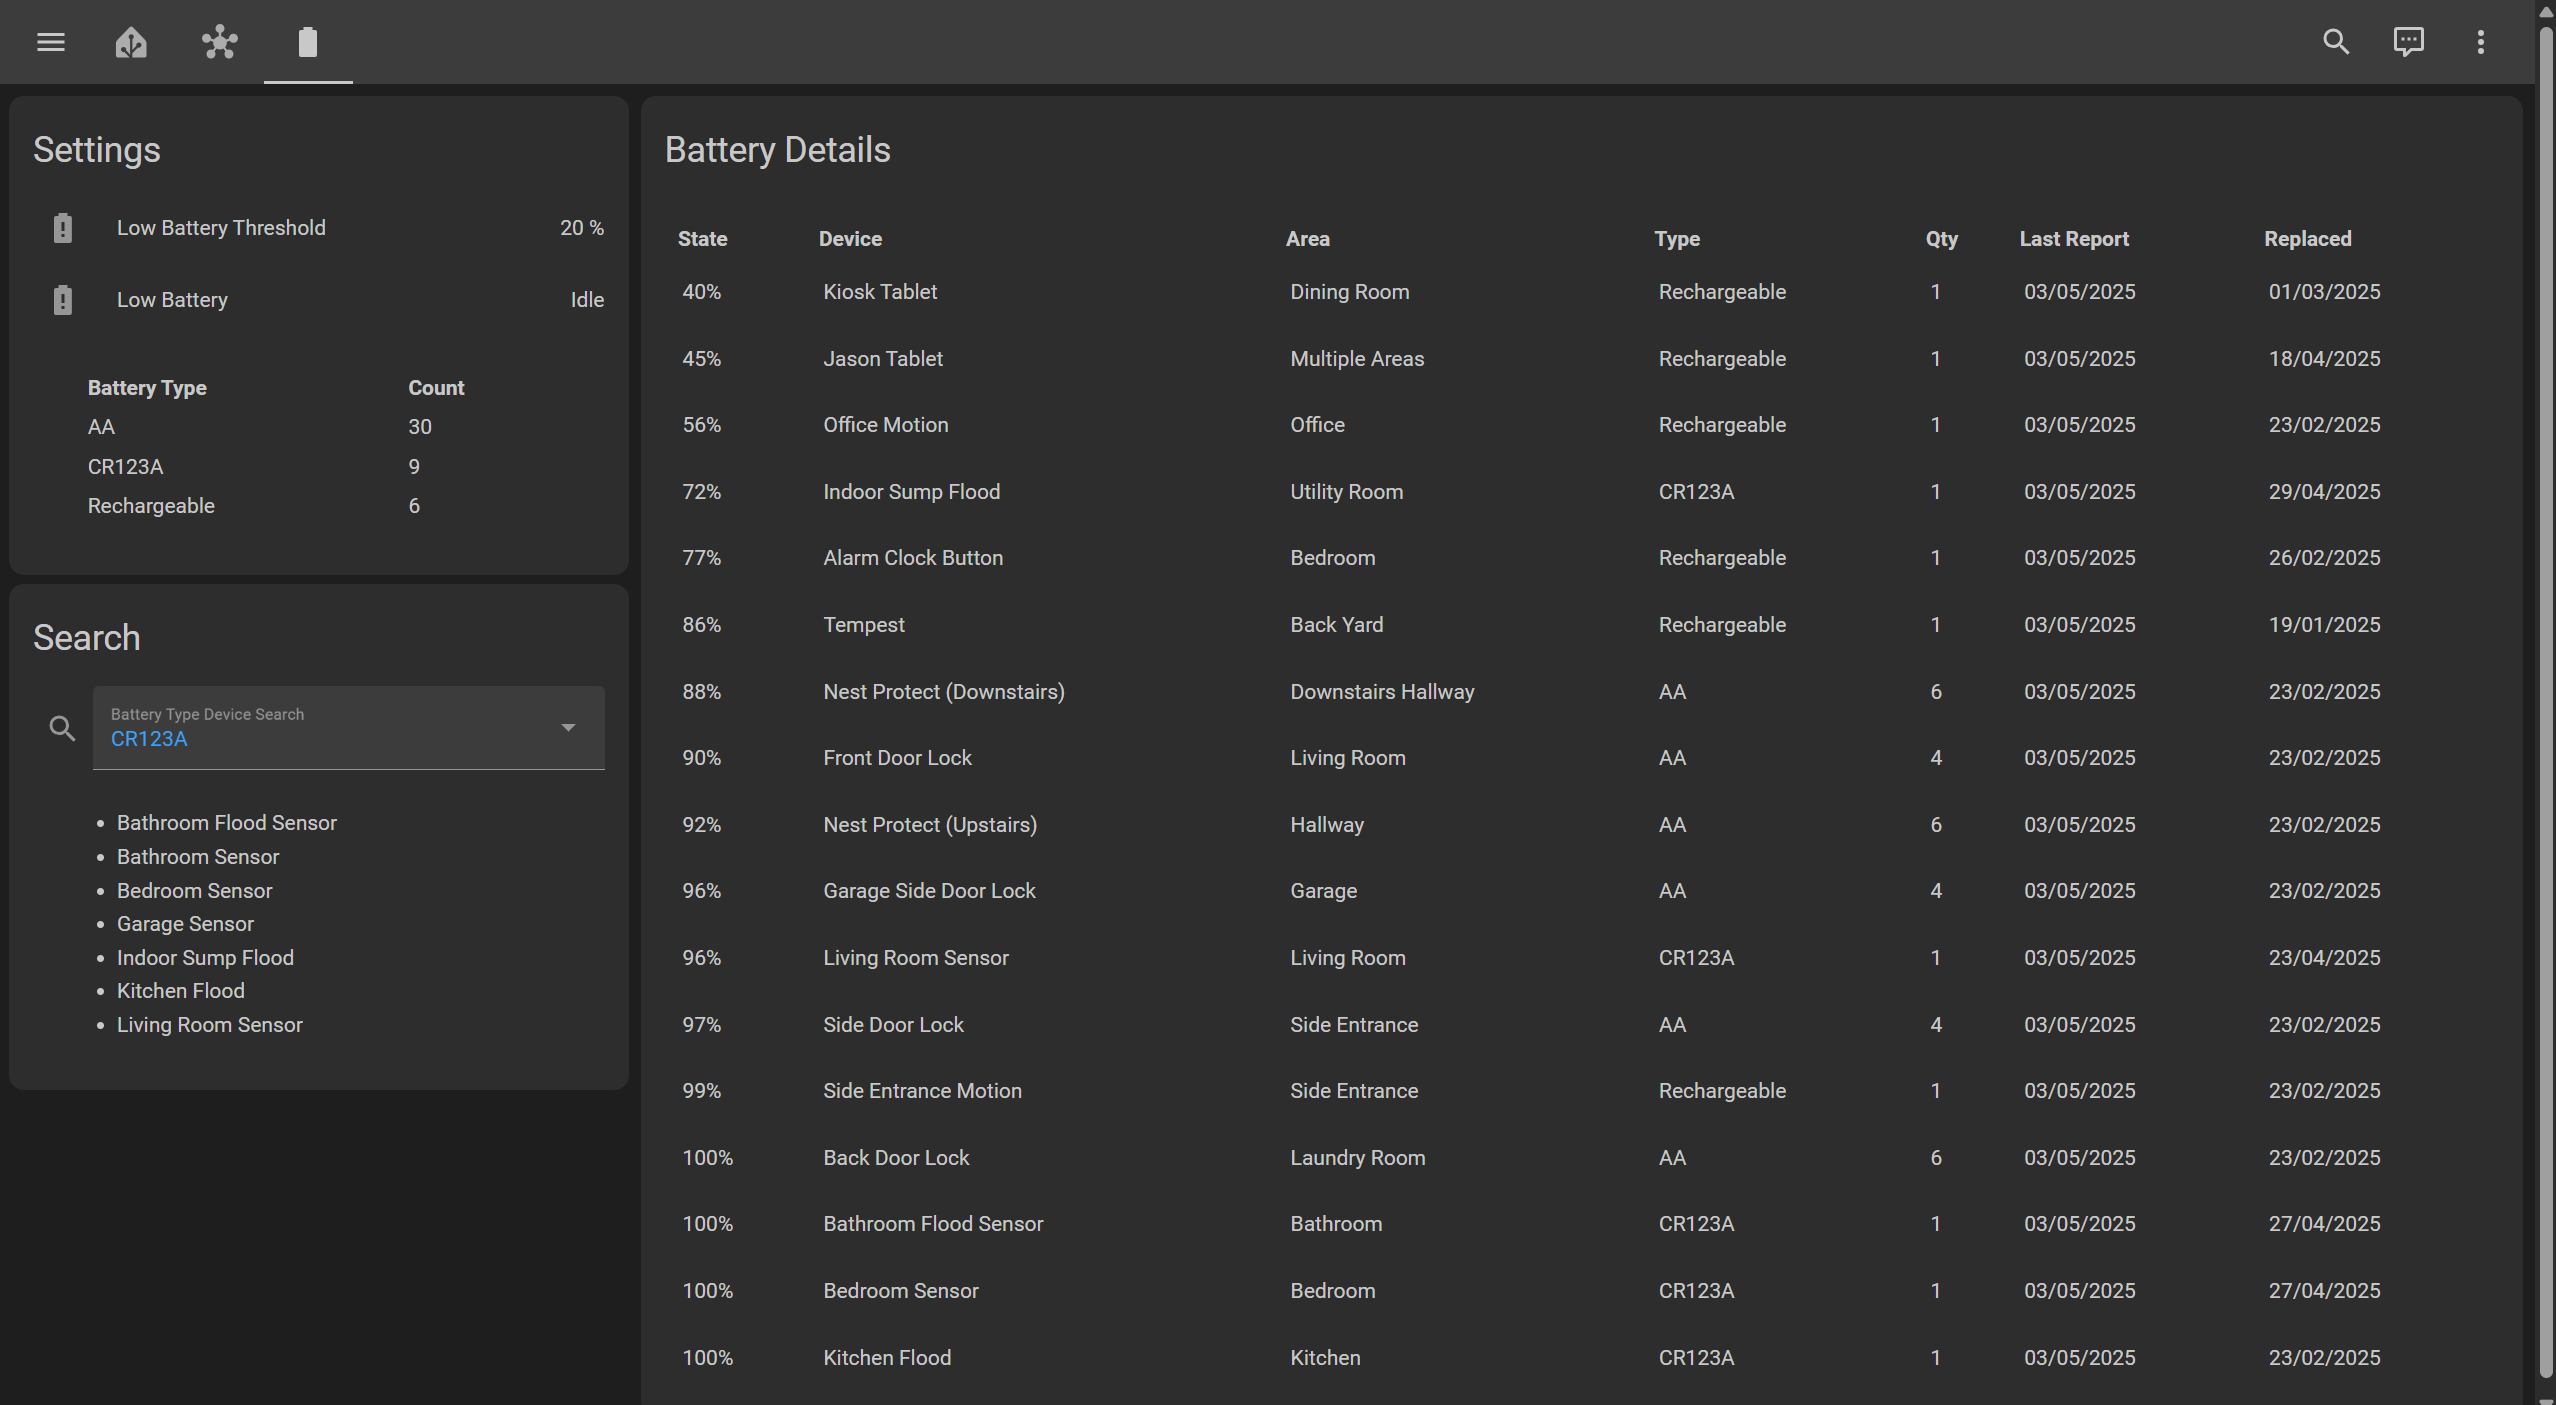 Settings
Low Battery Threshold 20 %
Low Battery Idle
Battery Type Count
AA 30
CR123A 9
Rechargeable 6
Search
Battery Type Device Search
CR123A
Bathroom Flood Sensor
Bathroom Sensor
Bedroom Sensor
Garage Sensor
Indoor Sump Flood
Kitchen Flood
Living Room Sensor
Battery Details
State Device Area Type Qty Last Report Replaced
40% Kiosk Tablet Dining Room Rechargeable 1 03/05/2025 01/03/2025
45% Jason Tablet Multiple Areas Rechargeable 1 03/05/2025 18/04/2025
56% Office Motion Office Rechargeable 1 03/05/2025 23/02/2025
72% Indoor Sump Flood Utility Room CR123A 1 03/05/2025 29/04/2025
77% Alarm Clock Button Bedroom Rechargeable 1 03/05/2025 26/02/2025
86% Tempest Back Yard Rechargeable 1 03/05/2025 19/01/2025
88% Nest Protect (Downstairs) Downstairs Hallway AA 6 03/05/2025 23/02/2025
90% Front Door Lock Living Room AA 4 03/05/2025 23/02/2025
92% Nest Protect (Upstairs) Hallway AA 6 03/05/2025 23/02/2025
96% Garage Side Door Lock Garage AA 4 03/05/2025 23/02/2025
96% Living Room Sensor Living Room CR123A 1 03/05/2025 23/04/2025
97% Side Door Lock Side Entrance AA 4 03/05/2025 23/02/2025
99% Side Entrance Motion Side Entrance Rechargeable 1 03/05/2025 23/02/2025
100% Back Door Lock Laundry Room AA 6 03/05/2025 23/02/2025
100% Bathroom Flood Sensor Bathroom CR123A 1 03/05/2025 27/04/2025
100% Bedroom Sensor Bedroom CR123A 1 03/05/2025 27/04/2025
100% Kitchen Flood Kitchen CR123A 1 03/05/2025 23/02/2025